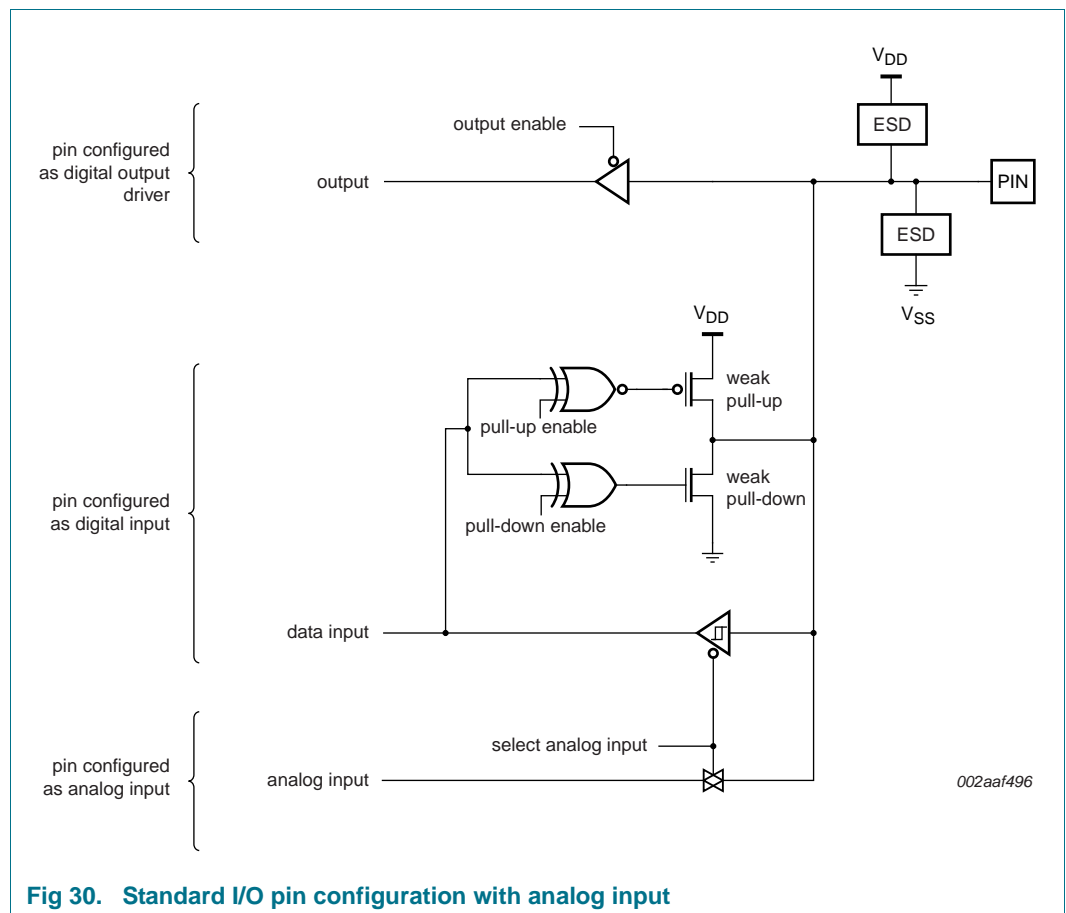 VDD
ESD
output enable
pin configured
as digital output
driver
output
PIN
ESD
VSS
VDD
weak
pull-up
pull-up enable
weak
pull-down
pin configured
as digital input
pull-down enable
data input
select analog input
pin configured
as analog input
analog input
002aaf496
Fig 30. Standard I/O pin configuration with analog input